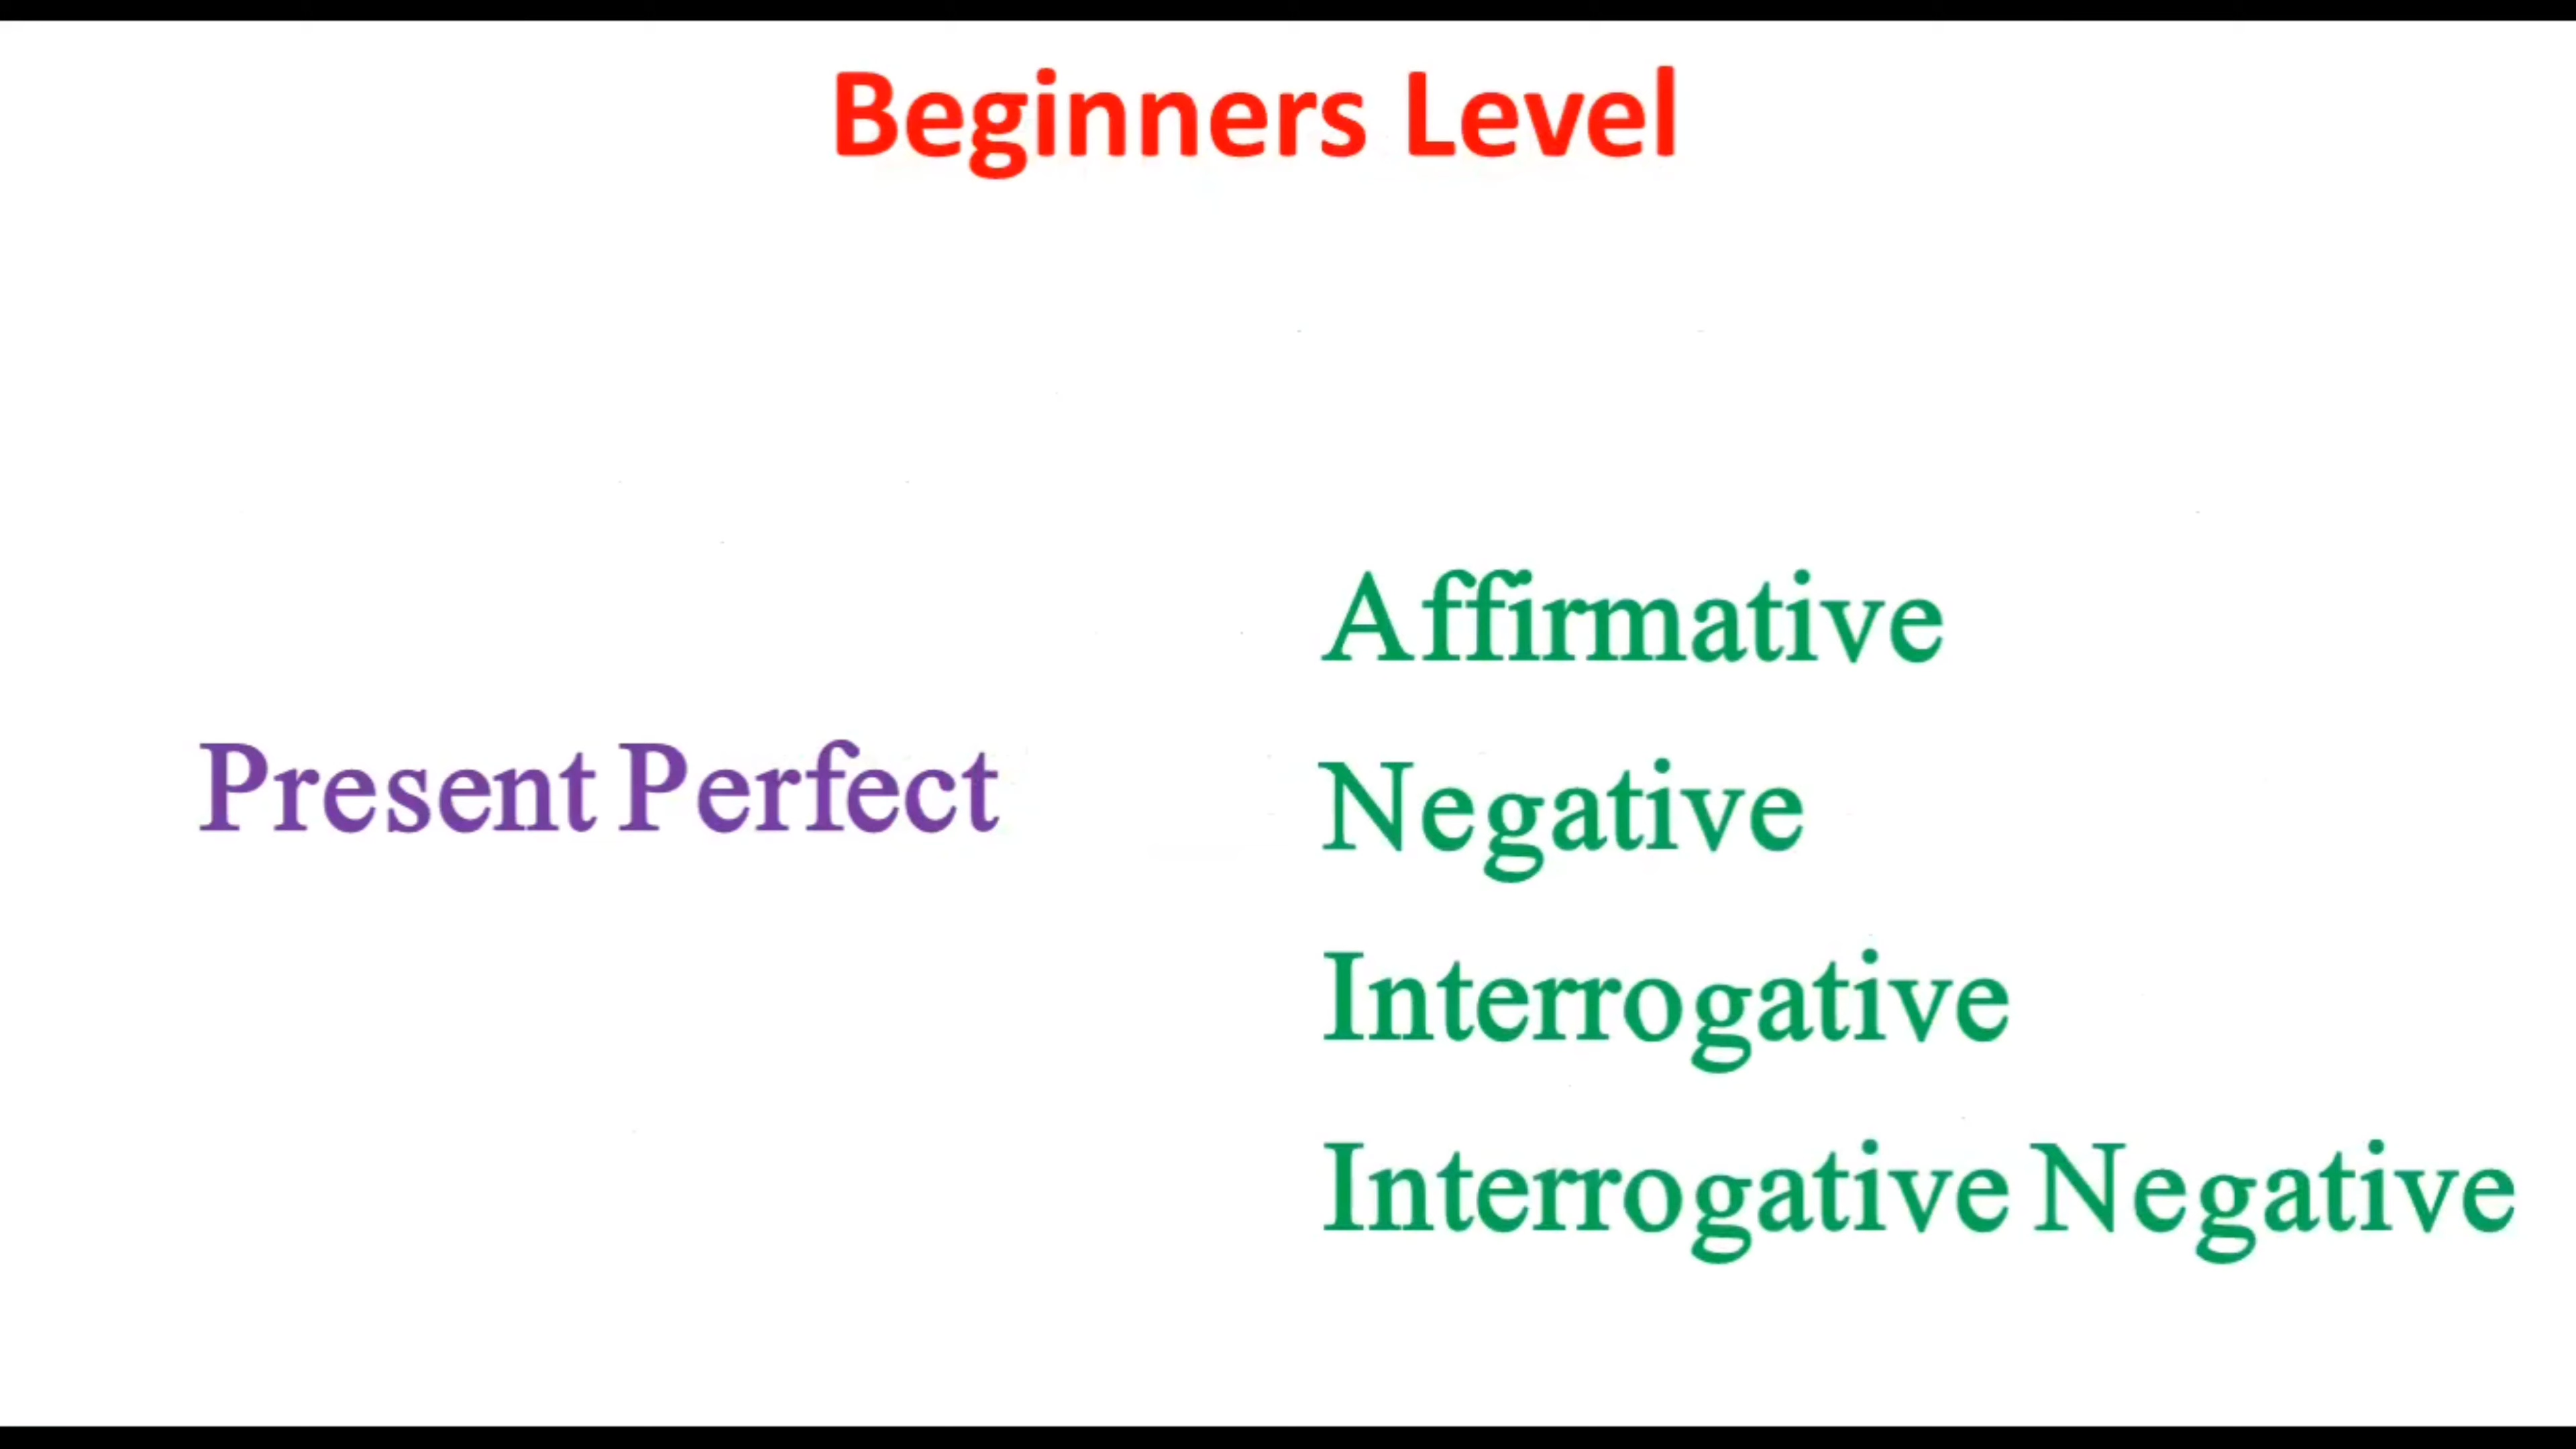 Beginners Level
Affirmative
Present Perfect
Negative
Interrogative
Interrogative Negative